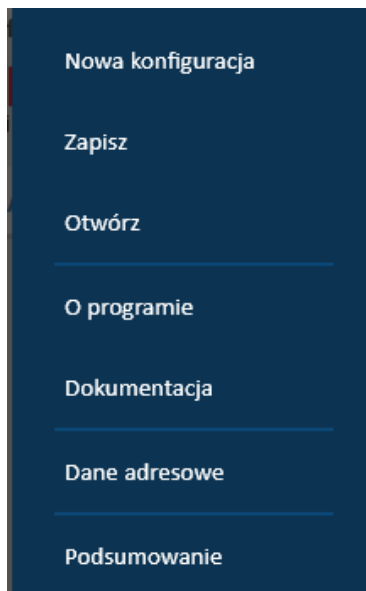 Nowa konfiguracja
Zapisz
Otwórz
O programie
Dokumentacja
Dane adresowe
Podsumowanie